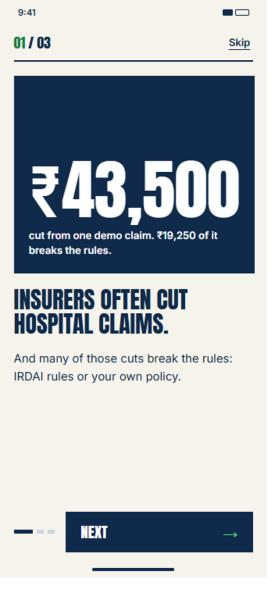 9:41
01 / 03
Skip
₹43,500
cut from one demo claim. ₹19,250 of it
breaks the rules.
INSURERS OFTEN CUT
HOSPITAL CLAIMS.
And many of those cuts break the rules:
IRDAI rules or your own policy.
NEXT →